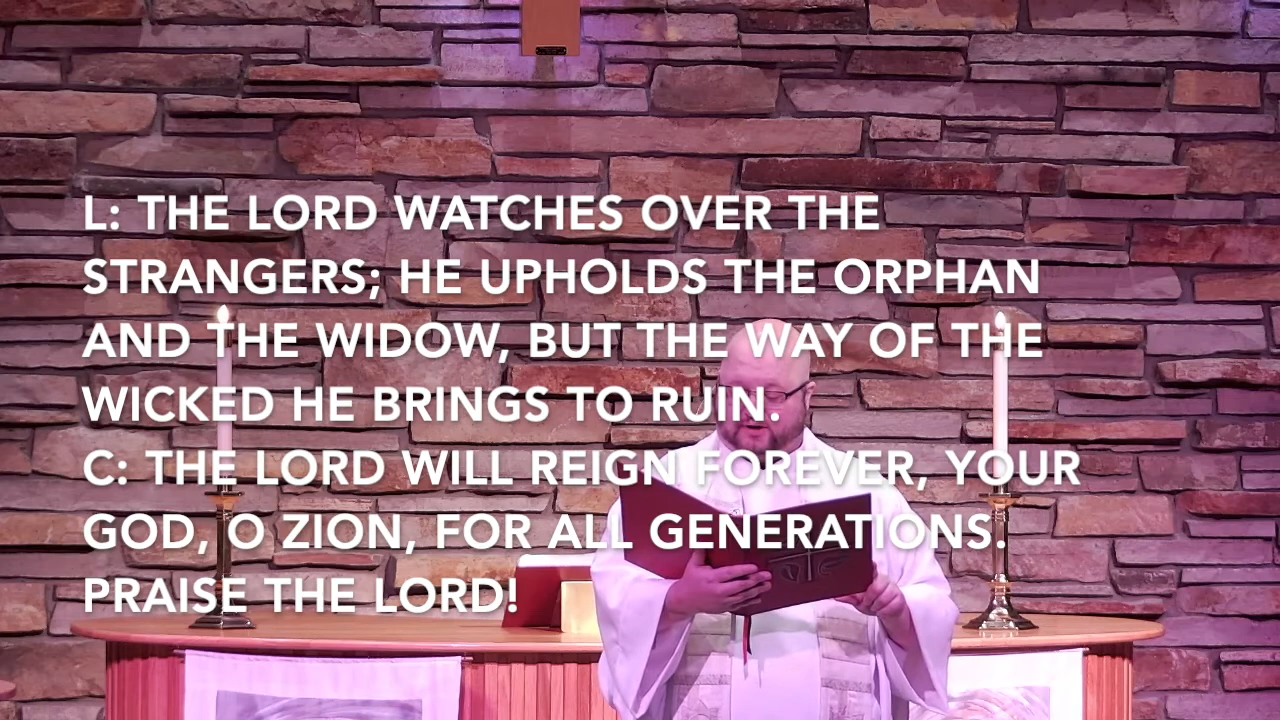 L: THE LORD WATCHES OVER THE
STRANGERS; HE UPHOLDS THE ORPHAN
AND THE WIDOW, BUT THE WAY OF THE
WICKED HE BRINGS TO RUIN.
C: THE LORD WILL REIGN FOREVER, YOUR
GOD, O ZION, FOR ALL GENERATIONS.
PRAISE THE LORD!